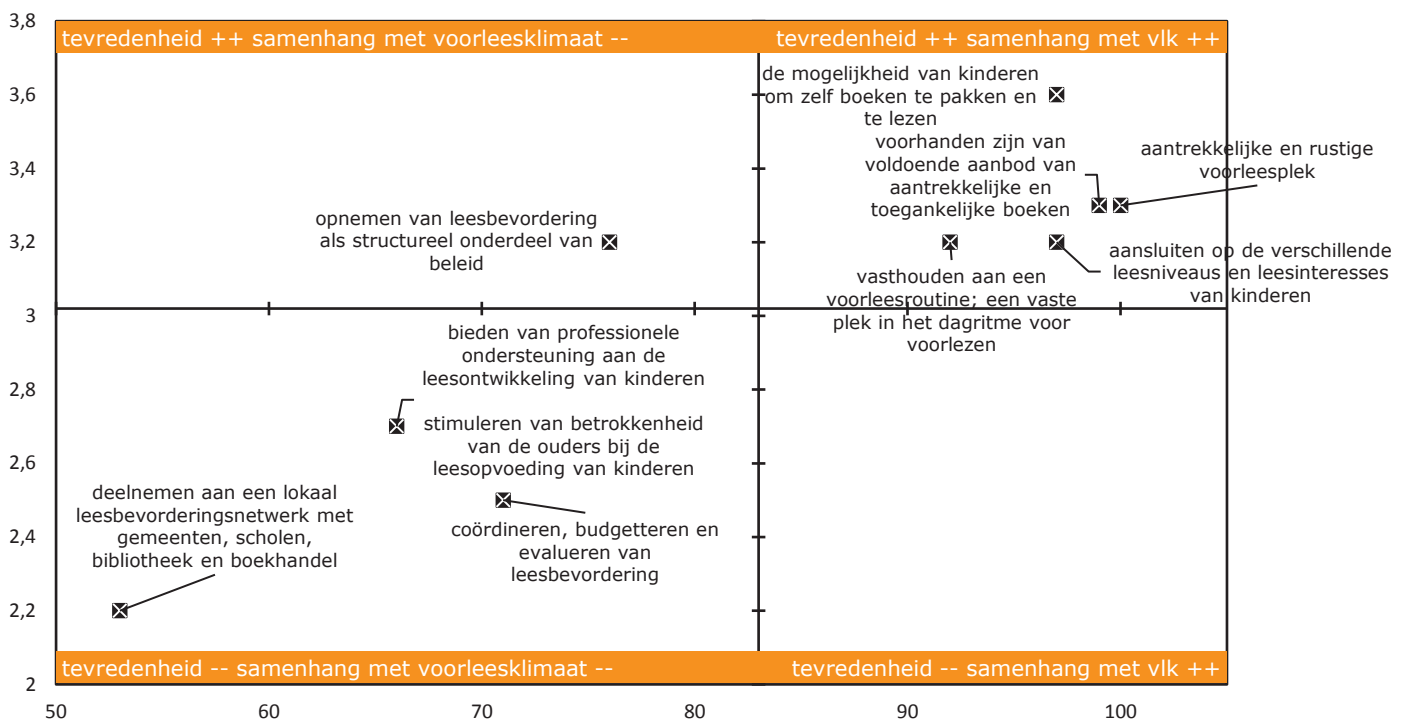 3,8
tevredenheid ++ samenhang met voorleesklimaat --
tevredenheid ++ samenhang met vlk ++
de mogelijkheid van kinderen
om zelf boeken te pakken en
te lezen
3,6
voorhanden zijn van
voldoende aanbod van
aantrekkelijke en
toegankelijke boeken
aantrekkelijke en rustige
voorleesplek
3,4
opnemen van leesbevordering
als structureel onderdeel van
beleid
3,2
aansluiten op de verschillende
leesniveaus en leesinteresses
van kinderen
vasthouden aan een
voorleesroutine; een vaste
plek in het dagritme voor
voorlezen
3
bieden van professionele
ondersteuning aan de
leesontwikkeling van kinderen
2,8
stimuleren van betrokkenheid
van de ouders bij de
leesopvoeding van kinderen
2,6
deelnemen aan een lokaal
leesbevorderingsnetwerk met
gemeenten, scholen,
bibliotheek en boekhandel
coördineren, budgetteren en
evalueren van
leesbevordering
2,4
2,2
tevredenheid -- samenhang met voorleesklimaat --
tevredenheid -- samenhang met vlk ++
2
50
60
70
80
90
100